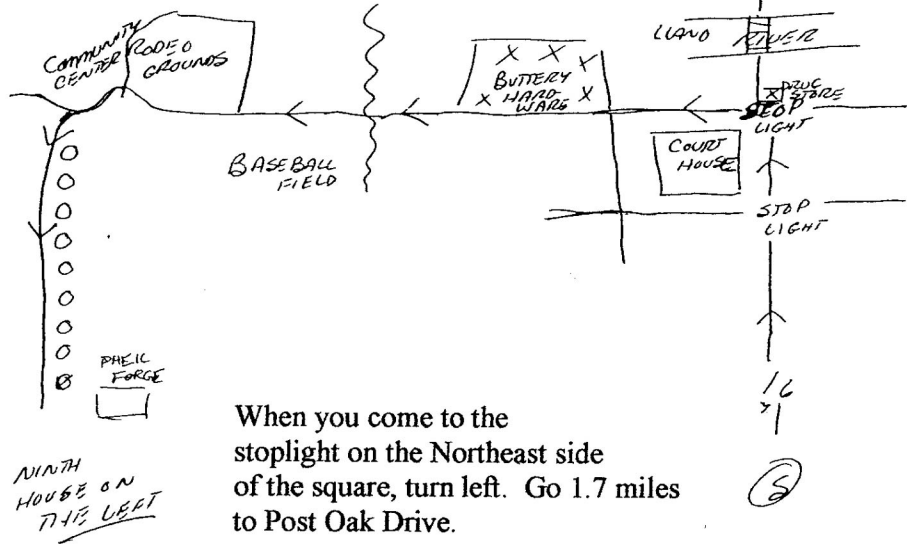 COMMUNITY
CENTER
RODEO
GROUNDS
BUTTERY
HARD-
WARE
LLANO RIVER
DRUG
STORE
STOP
LIGHT
COURT
HOUSE
BASEBALL
FIELD
STOP
LIGHT
PHEIL
FORGE
16
S
When you come to the
stoplight on the Northeast side
of the square, turn left. Go 1.7 miles
to Post Oak Drive.
NINTH
HOUSE ON
THE LEFT